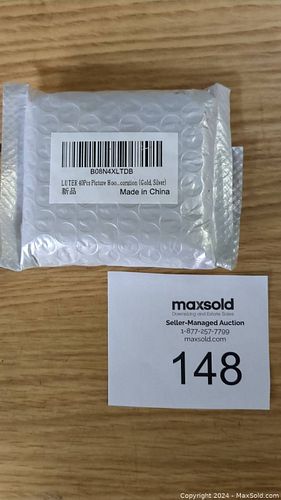 B08N4XLTDB
LUTER 40Pcs Picture Hoo...coration (Gold, Silver)
新品 Made in China
maxsold
Downsizing and Estate Sales
Seller-Managed Auction
1-877-257-7799
maxsold.com
148
Copyright © 2024 - MaxSold.com